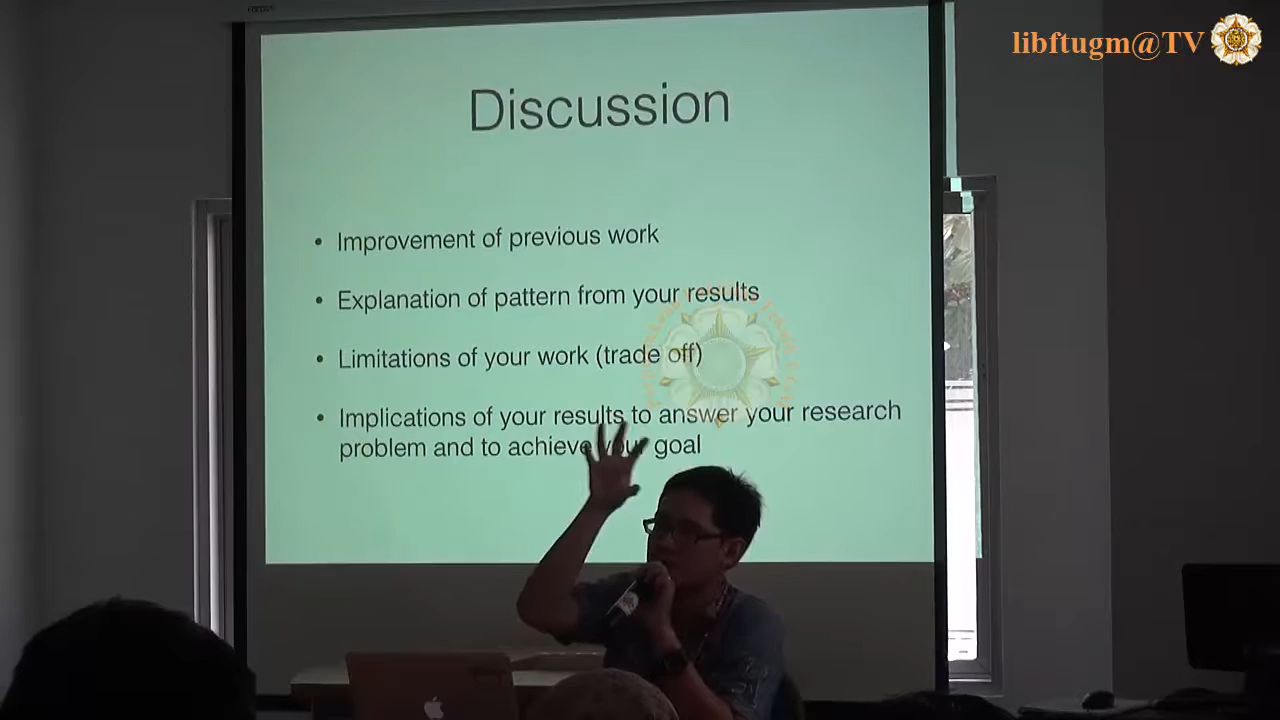 libftugm@TV
Discussion
• Improvement of previous work
• Explanation of pattern from your results
• Limitations of your work (trade off)
• Implications of your results to answer your research
problem and to achieve your goal